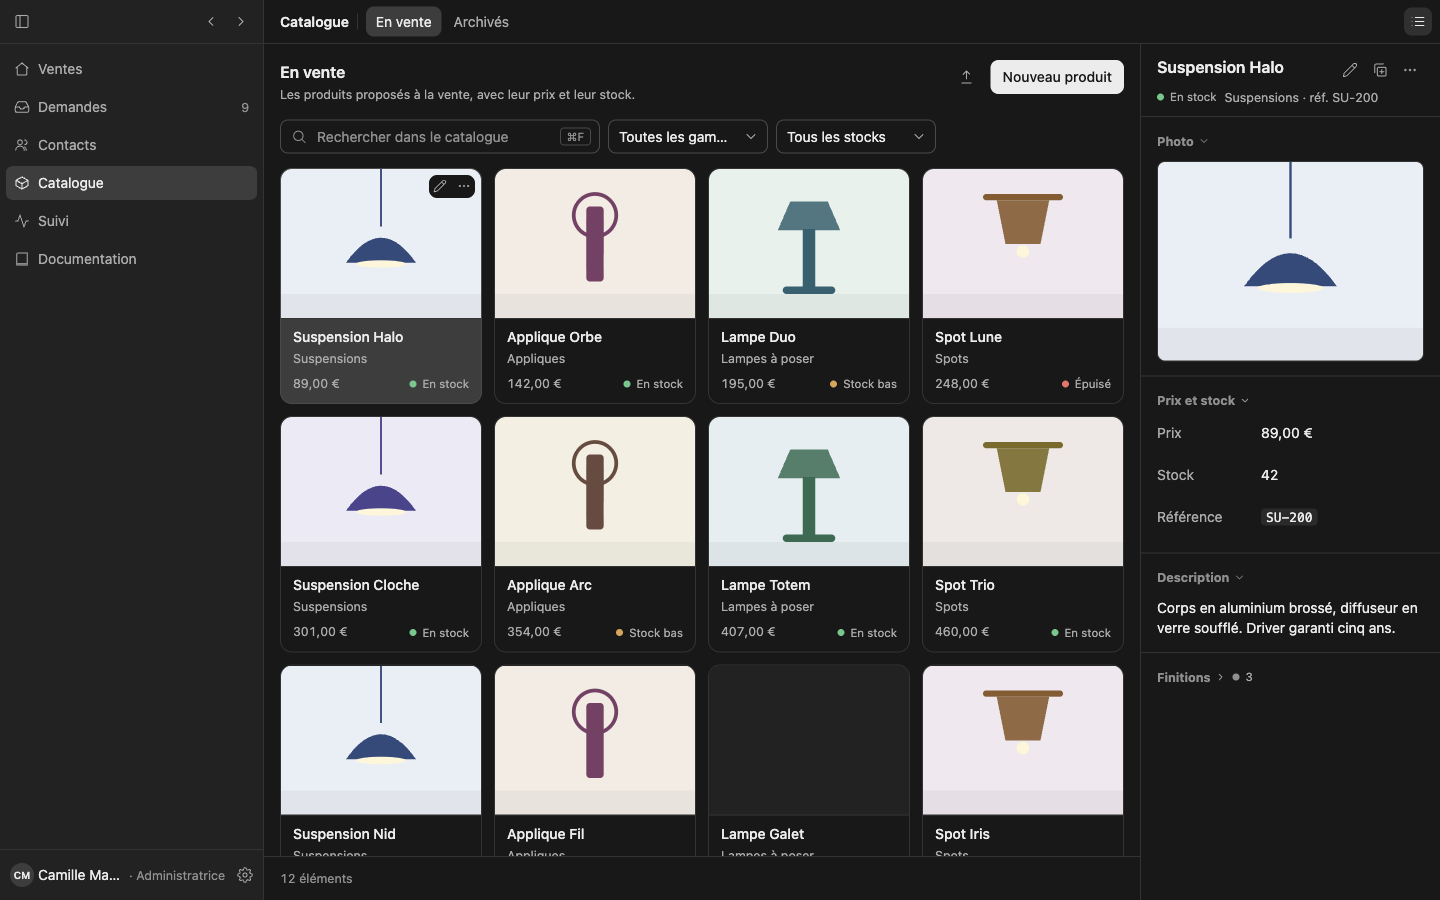 Catalogue
En vente
Archivés
Ventes
Demandes
9
Contacts
Catalogue
Suivi
Documentation
CM
Camille Ma...
· Administratrice
En vente
Les produits proposés à la vente, avec leur prix et leur stock.
Nouveau produit
Rechercher dans le catalogue
⌘F
Toutes les gam...
Tous les stocks
Suspension Halo
Suspensions
89,00 €
En stock
Applique Orbe
Appliques
142,00 €
En stock
Lampe Duo
Lampes à poser
195,00 €
Stock bas
Spot Lune
Spots
248,00 €
Épuisé
Suspension Cloche
Suspensions
301,00 €
En stock
Applique Arc
Appliques
354,00 €
Stock bas
Lampe Totem
Lampes à poser
407,00 €
En stock
Spot Trio
Spots
460,00 €
En stock
Suspension Nid
Suspensions
Applique Fil
Appliques
Lampe Galet
Lampes à poser
Spot Iris
Spots
12 éléments
Suspension Halo
En stock
Suspensions · réf. SU-200
Photo
Prix et stock
Prix
89,00 €
Stock
42
Référence
SU-200
Description
Corps en aluminium brossé, diffuseur en
verre soufflé. Driver garanti cinq ans.
Finitions
3